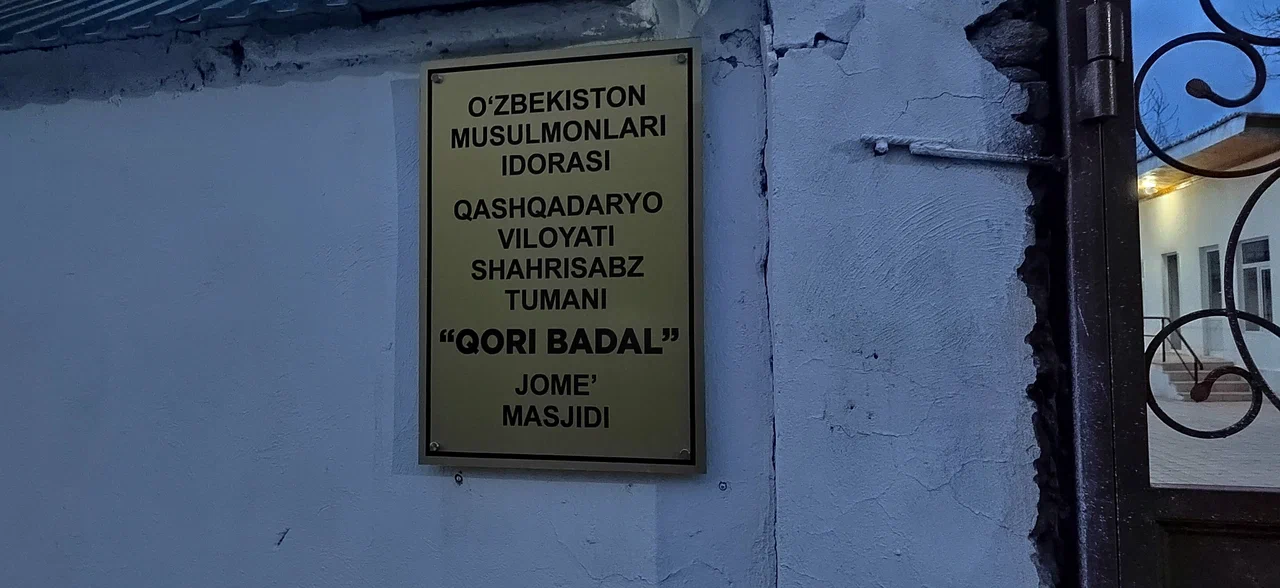 O‘ZBEKISTON
MUSULMONLARI
IDORASI
QASHQADARYO
VILOYATI
SHAHRISABZ
TUMANI
“QORI BADAL”
JOME’
MASJIDI